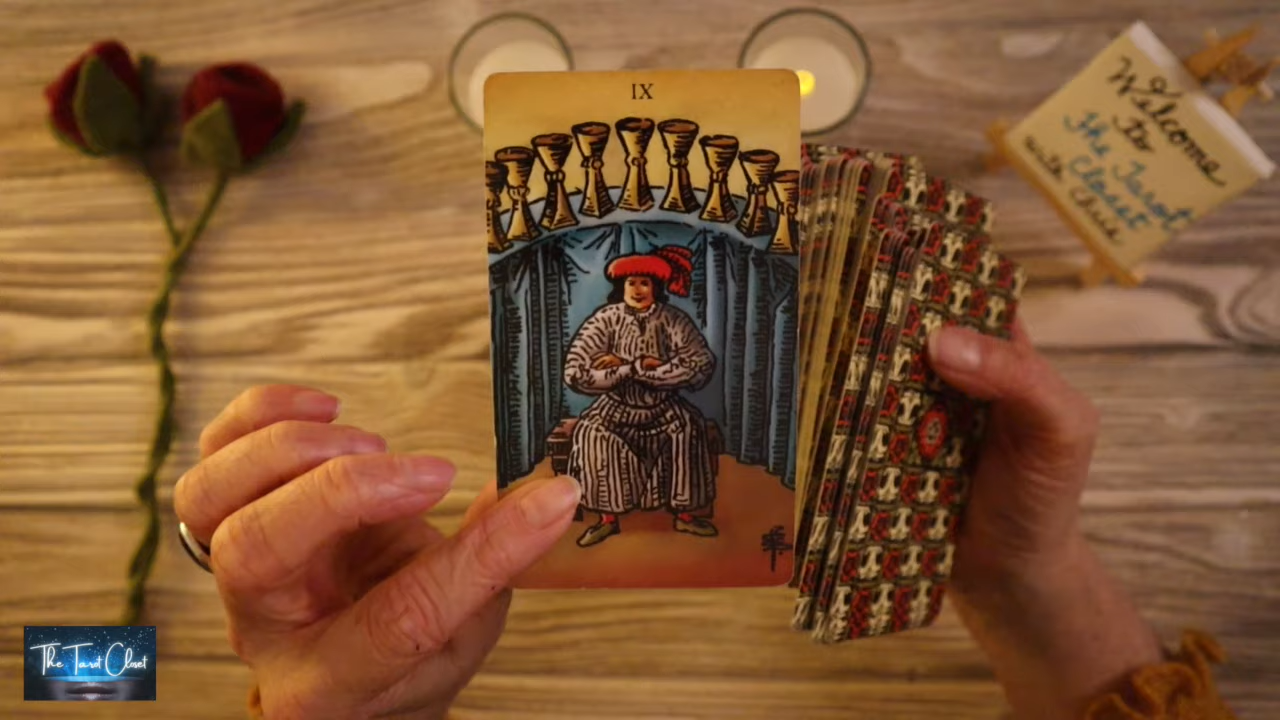 IX
Welcome
to
The Tarot
Closet
with Chris
The Tarot Closet